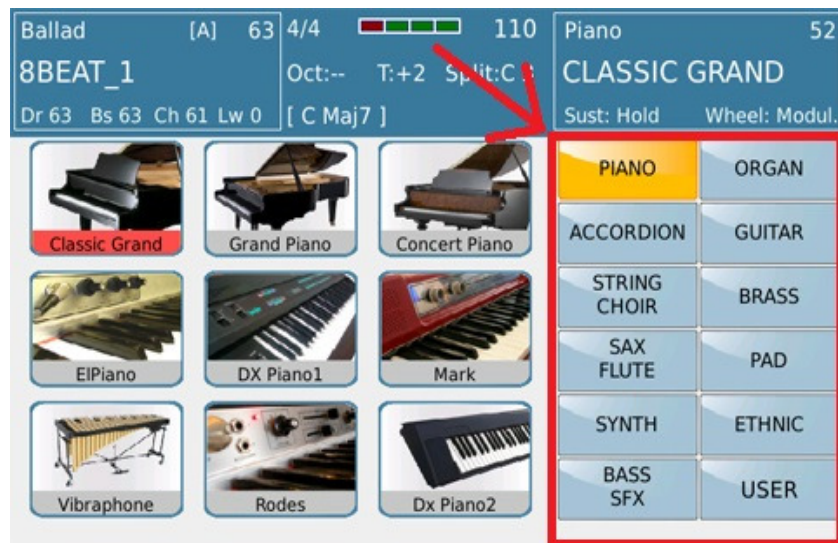 Ballad [A] 63
8BEAT_1
Dr 63 Bs 63 Ch 61 Lw 0
4/4 110
Oct:-- T:+2 Split:C 3
[ C Maj7 ]
Piano 52
CLASSIC GRAND
Sust: Hold Wheel: Modul.
Classic Grand Grand Piano Concert Piano
ElPiano DX Piano1 Mark
Vibraphone Rodes Dx Piano2
PIANO ORGAN
ACCORDION GUITAR
STRING
CHOIR
BRASS
SAX
FLUTE
PAD
SYNTH ETHNIC
BASS
SFX
USER